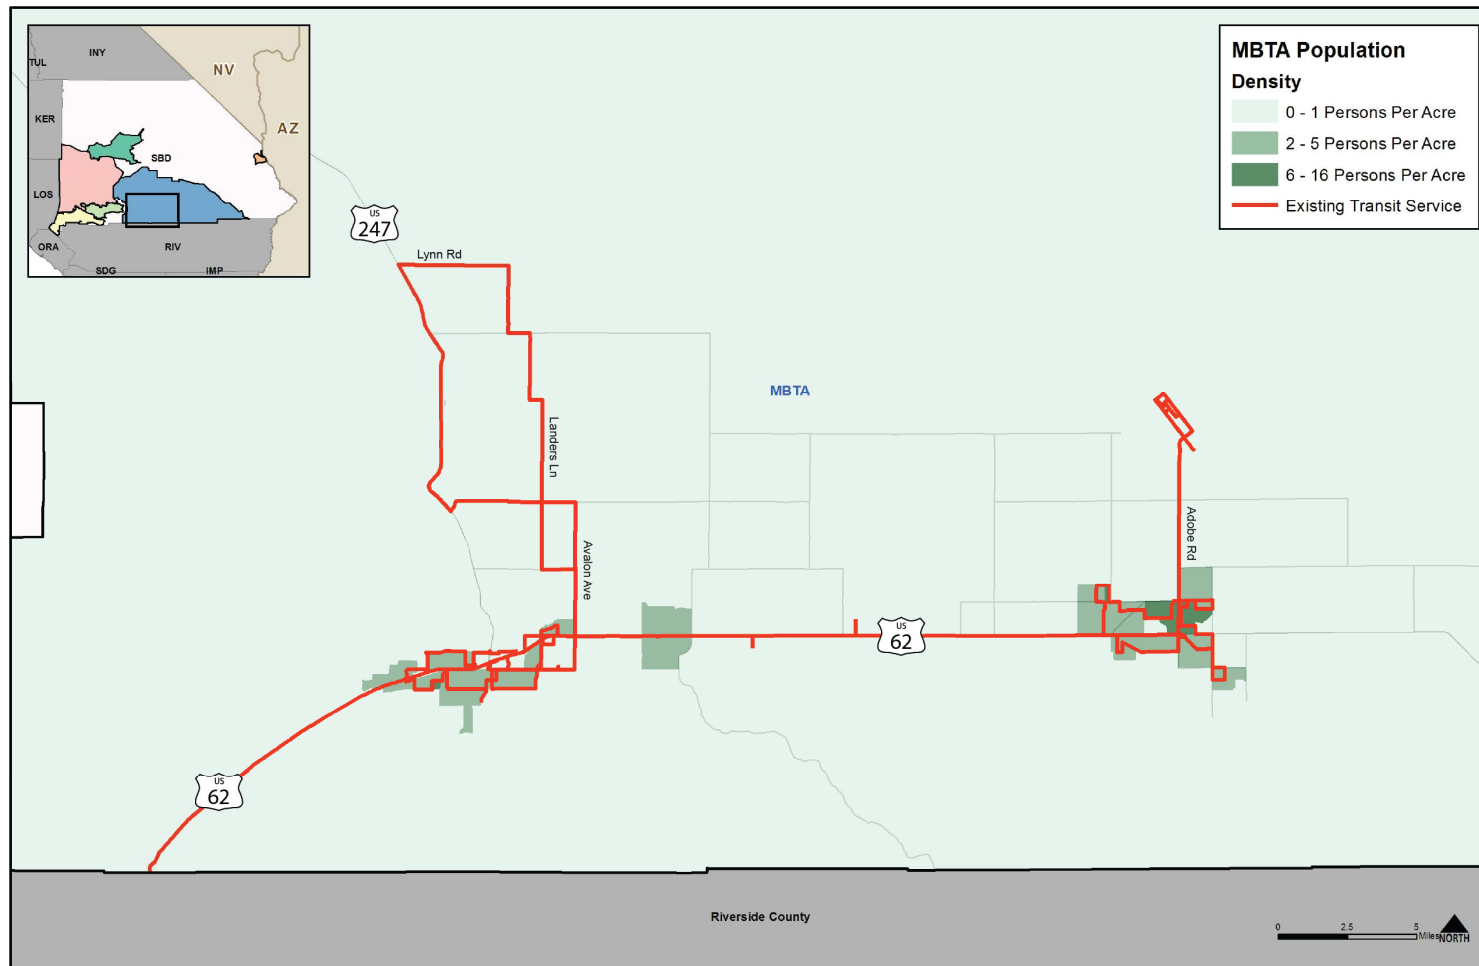 INY
TUL
NV
KER
AZ
SBD
LOS
ORA
RIV
SDG
IMP
MBTA Population
Density
0 - 1 Persons Per Acre
2 - 5 Persons Per Acre
6 - 16 Persons Per Acre
Existing Transit Service
US
247
Lynn Rd
MBTA
Landers Ln
Adobe Rd
Avalon Ave
US
62
US
62
Riverside County
0 2.5 5
Miles
NORTH